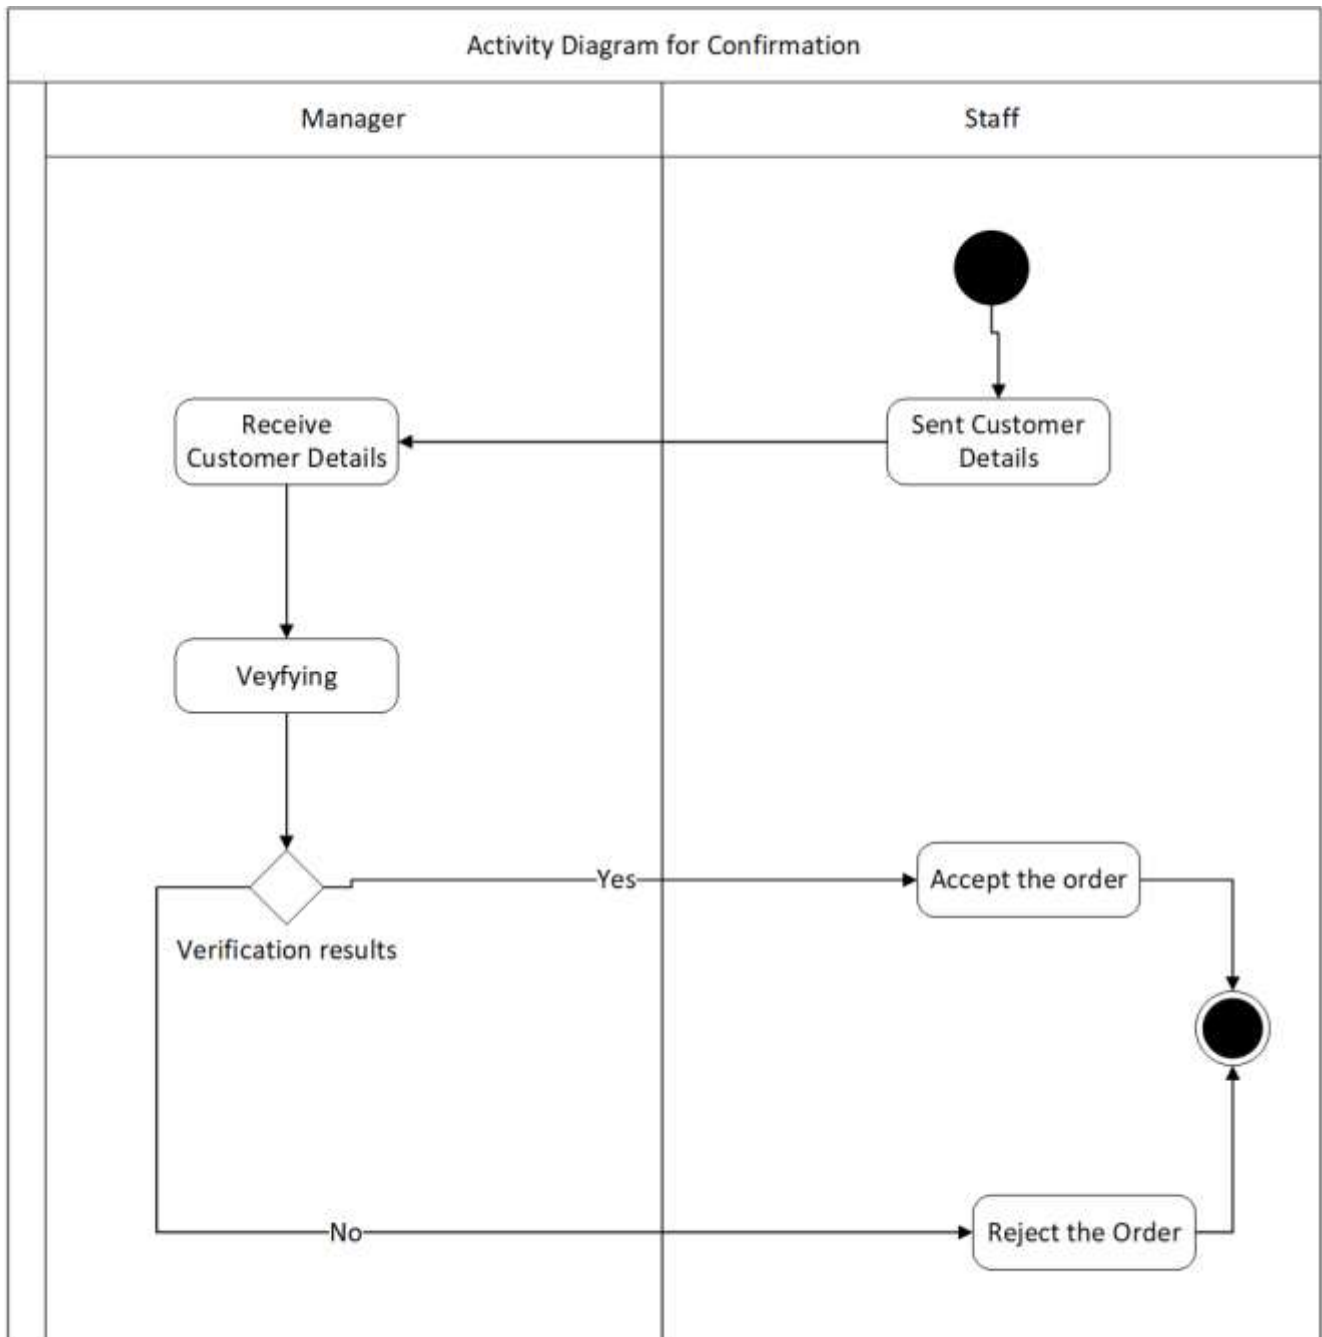 Activity Diagram for Confirmation
Manager
Staff
Receive
Customer Details
Sent Customer
Details
Veyfying
Yes
Accept the order
Verification results
No
Reject the Order